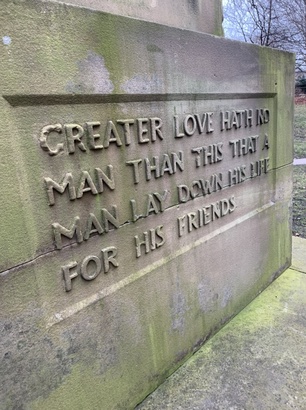 GREATER LOVE HATH NO
MAN THAN THIS THAT A
MAN LAY DOWN HIS LIFE
FOR HIS FRIENDS